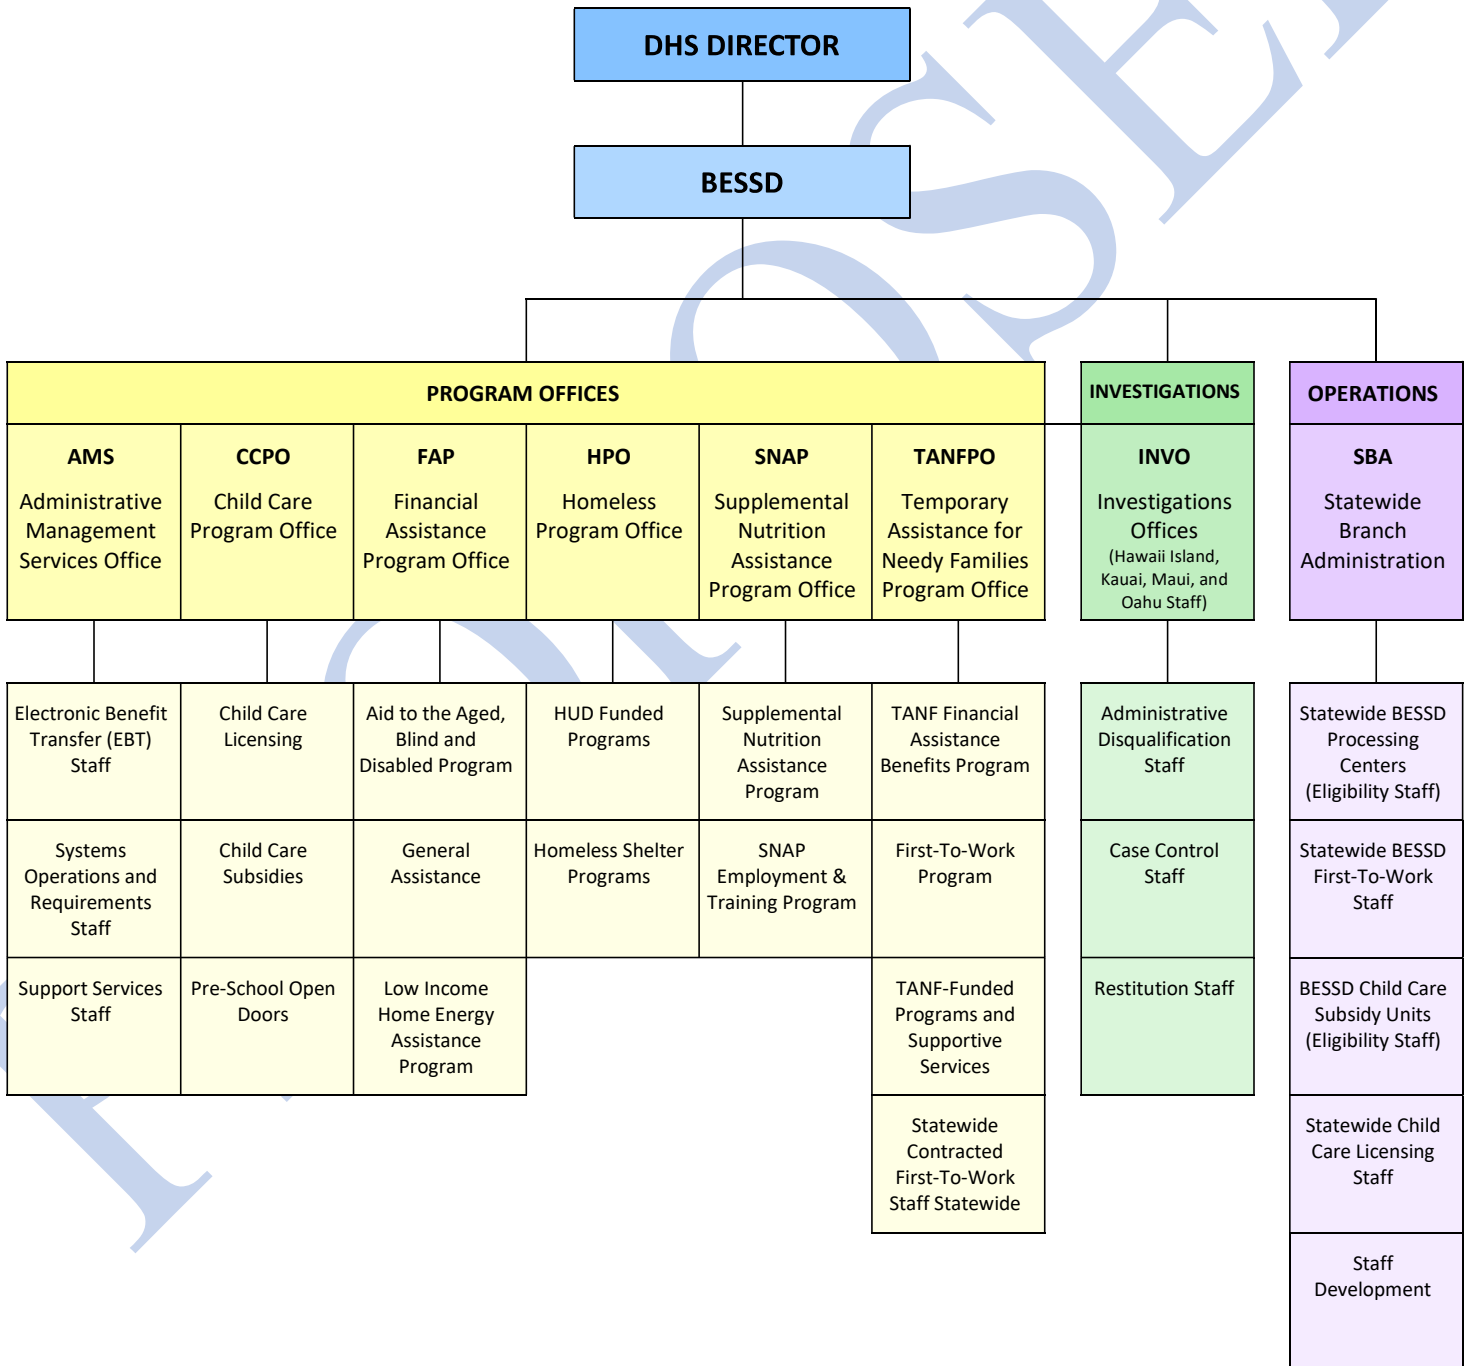 DHS DIRECTOR
BESSD
PROGRAM OFFICES
INVESTIGATIONS
OPERATIONS
AMS
Administrative
Management
Services Office
CCPO
Child Care
Program Office
FAP
Financial
Assistance
Program Office
HPO
Homeless
Program Office
SNAP
Supplemental
Nutrition
Assistance
Program Office
TANFPO
Temporary
Assistance for
Needy Families
Program Office
INVO
Investigations
Offices
(Hawaii Island,
Kauai, Maui, and
Oahu Staff)
SBA
Statewide
Branch
Administration
Electronic Benefit
Transfer (EBT)
Staff
Child Care
Licensing
Aid to the Aged,
Blind and
Disabled Program
HUD Funded
Programs
Supplemental
Nutrition
Assistance
Program
TANF Financial
Assistance
Benefits Program
Administrative
Disqualification
Staff
Statewide BESSD
Processing
Centers
(Eligibility Staff)
Systems
Operations and
Requirements
Staff
Child Care
Subsidies
General
Assistance
Homeless Shelter
Programs
SNAP
Employment &
Training Program
First-To-Work
Program
Case Control
Staff
Statewide BESSD
First-To-Work
Staff
Support Services
Staff
Pre-School Open
Doors
Low Income
Home Energy
Assistance
Program
TANF-Funded
Programs and
Supportive
Services
Restitution Staff
BESSD Child Care
Subsidy Units
(Eligibility Staff)
Statewide
Contracted
First-To-Work
Staff Statewide
Statewide Child
Care Licensing
Staff
Staff
Development